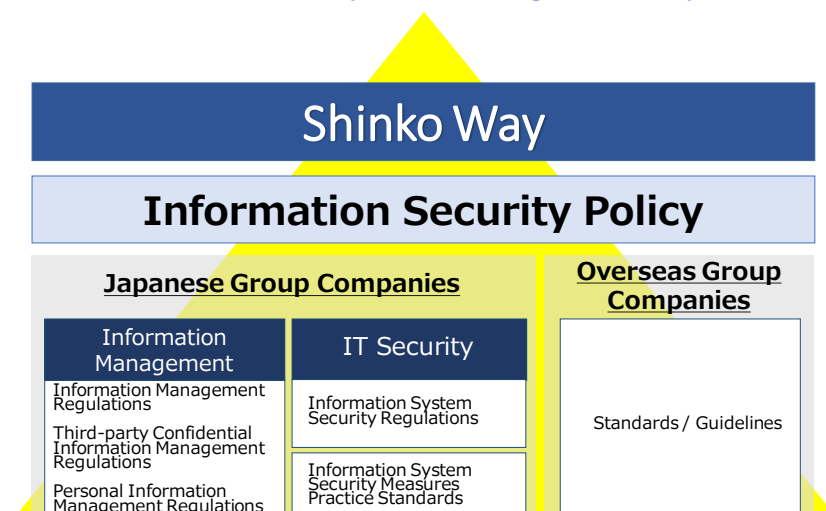 Shinko Way
Information Security Policy
Japanese Group Companies
Information
Management
Information Management
Regulations
Third-party Confidential
Information Management
Regulations
Personal Information
Management Regulations
IT Security
Information System
Security Regulations
Information System
Security Measures
Practice Standards
Overseas Group
Companies
Standards / Guidelines